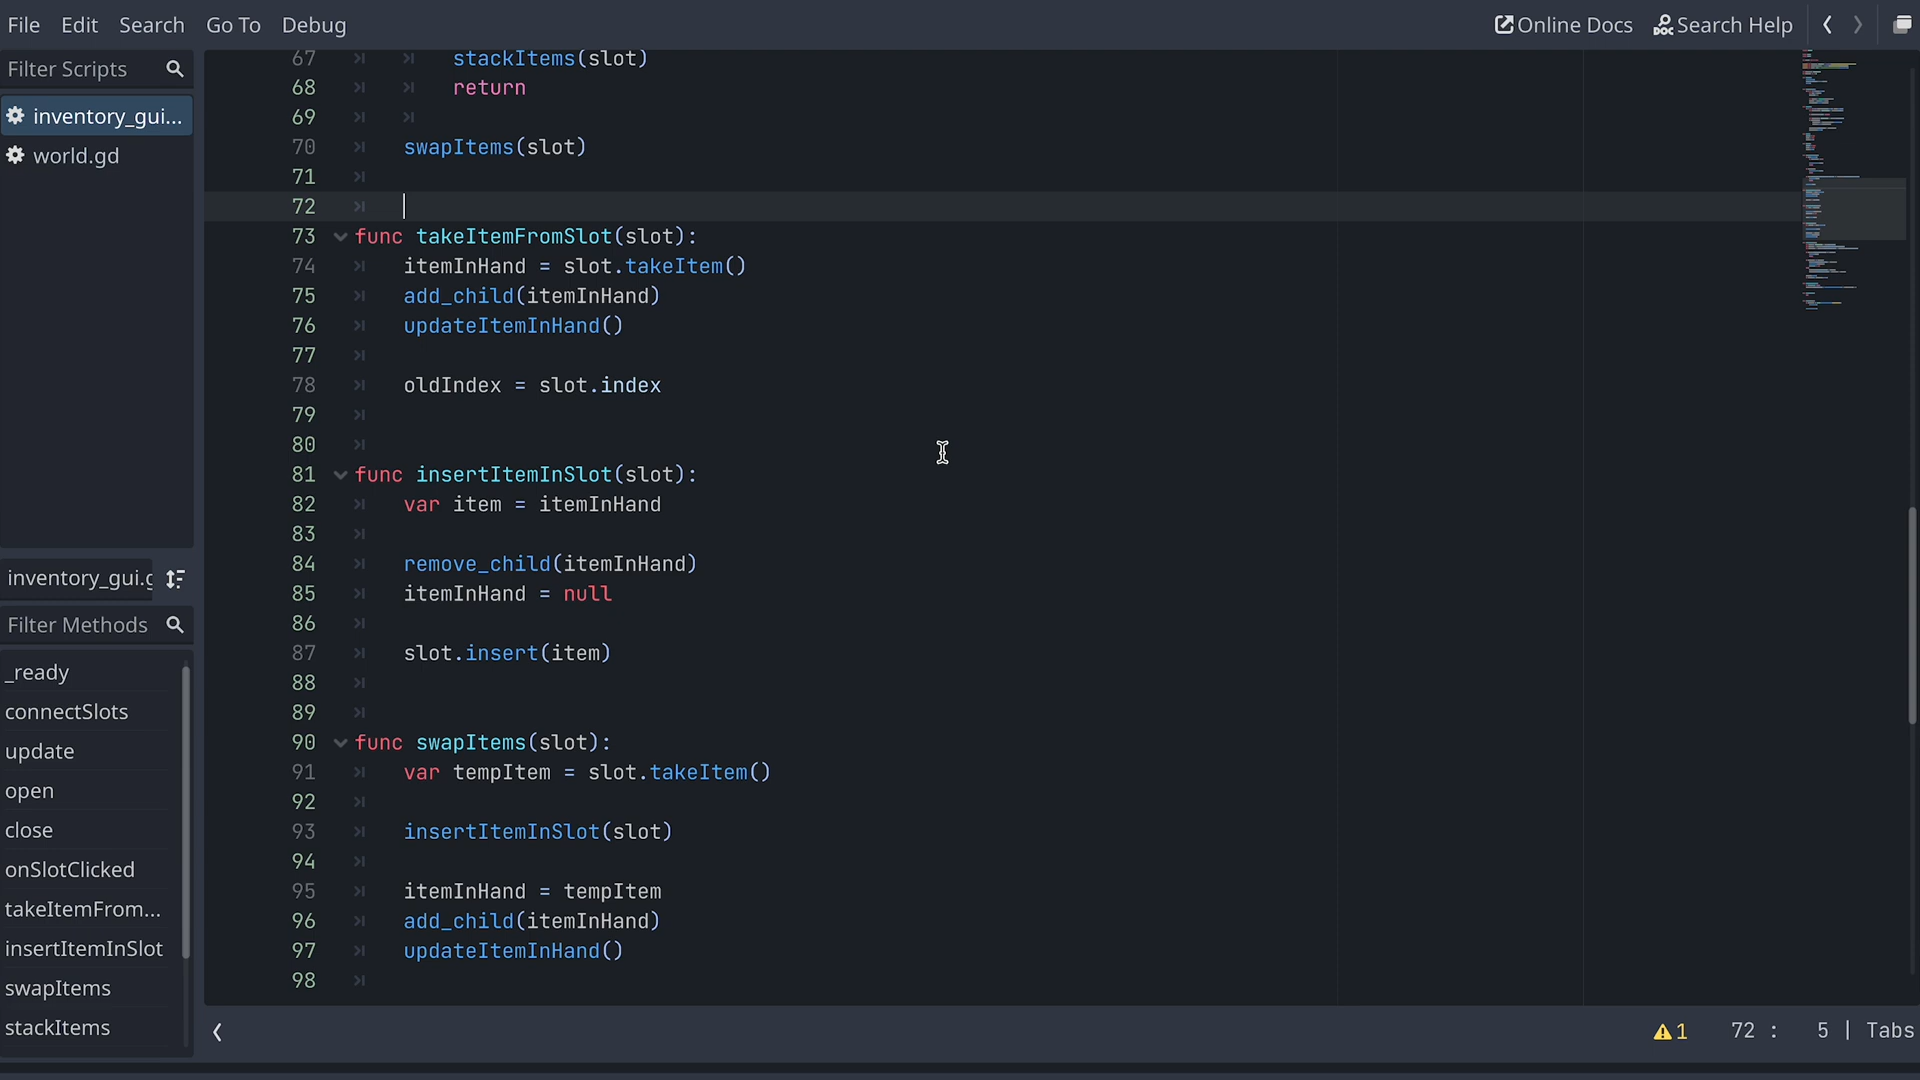 File Edit Search Go To Debug Online Docs Search Help
Filter Scripts
inventory_gui...
world.gd
inventory_gui.g
Filter Methods
_ready
connectSlots
update
open
close
onSlotClicked
takeItemFrom...
insertItemInSlot
swapItems
stackItems
67 stackItems(slot)
68 return
69
70 swapItems(slot)
71
72
73 func takeItemFromSlot(slot):
74 itemInHand = slot.takeItem()
75 add_child(itemInHand)
76 updateItemInHand()
77
78 oldIndex = slot.index
79
80
81 func insertItemInSlot(slot):
82 var item = itemInHand
83
84 remove_child(itemInHand)
85 itemInHand = null
86
87 slot.insert(item)
88
89
90 func swapItems(slot):
91 var tempItem = slot.takeItem()
92
93 insertItemInSlot(slot)
94
95 itemInHand = tempItem
96 add_child(itemInHand)
97 updateItemInHand()
98
1 72 : 5 | Tabs